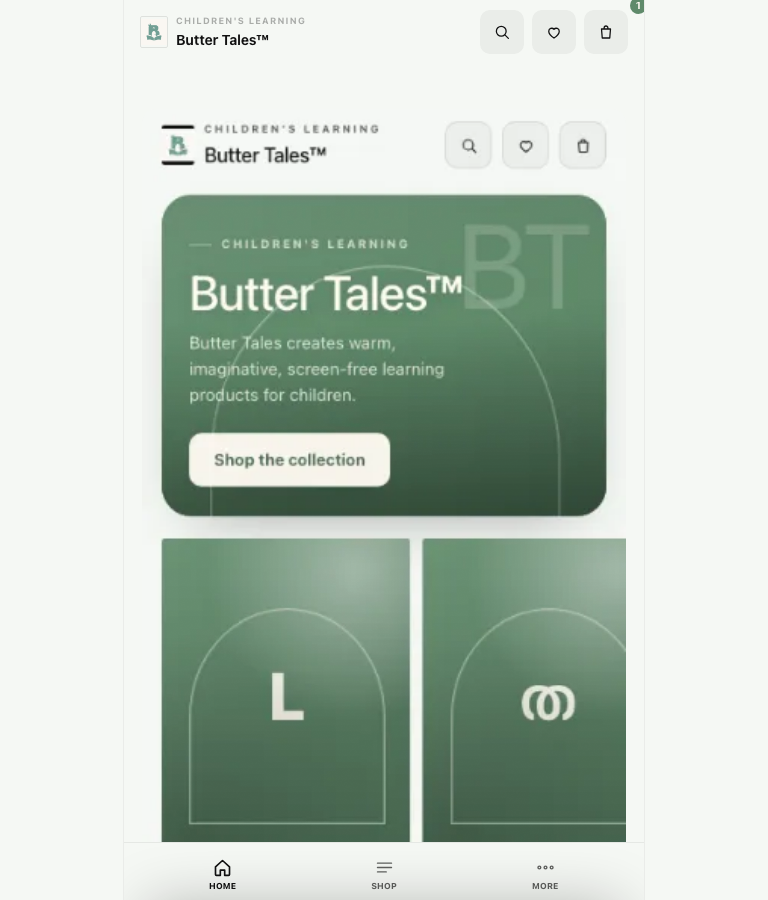 1
CHILDREN'S LEARNING
Butter Tales™
CHILDREN'S LEARNING
Butter Tales™
BT
CHILDREN'S LEARNING
Butter Tales™
Butter Tales creates warm,
imaginative, screen-free learning
products for children.
Shop the collection
L
HOME
SHOP
MORE